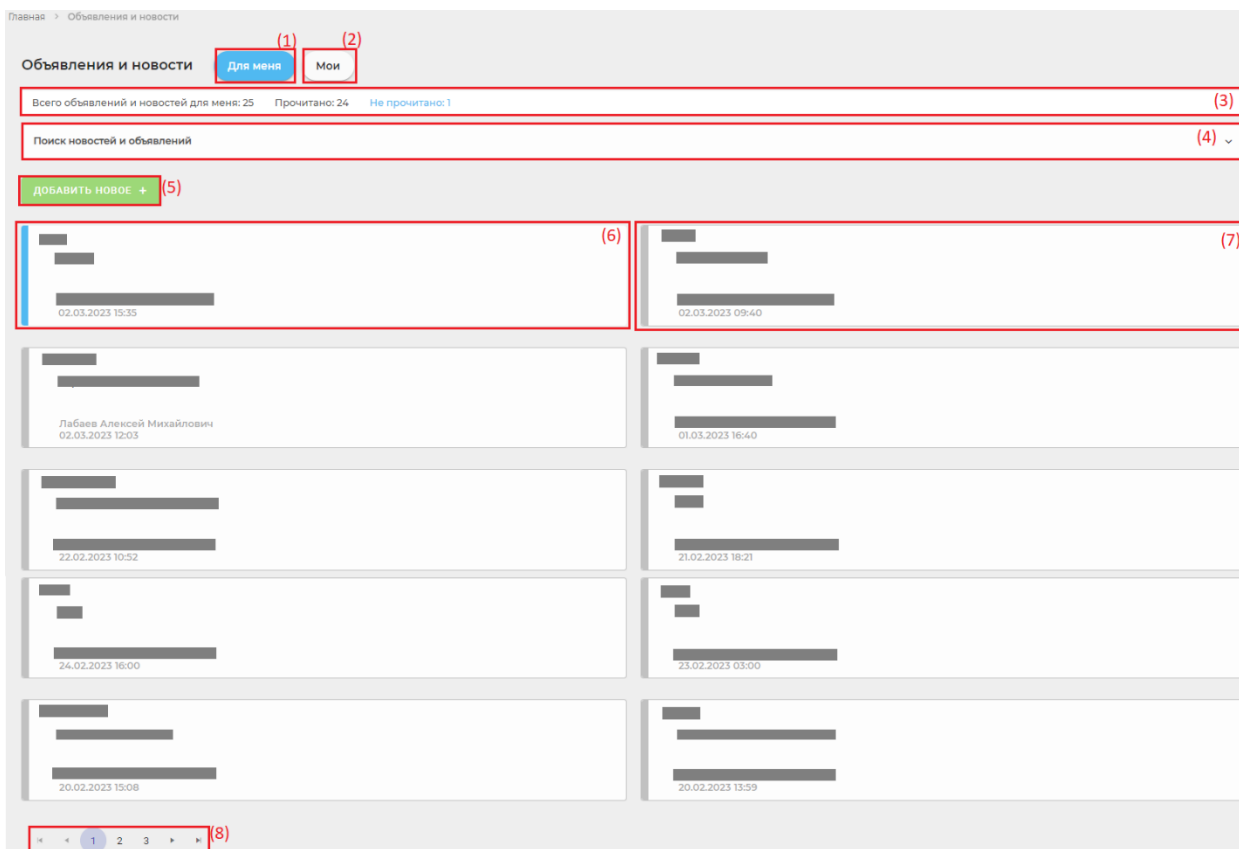 Главная > Объявления и новости
(1) (2)
Объявления и новости Для меня Мои
Всего объявлений и новостей для меня: 25 Прочитано: 24 Не прочитано: 1 (3)
Поиск новостей и объявлений (4)
ДОБАВИТЬ НОВОЕ + (5)
(6) (7)
02.03.2023 15:35 02.03.2023 09:40
Лабаев Алексей Михайлович
02.03.2023 12:03 01.03.2023 16:40
22.02.2023 10:52 21.02.2023 18:21
24.02.2023 16:00 23.02.2023 03:00
20.02.2023 15:08 20.02.2023 13:59
1 2 3 (8)